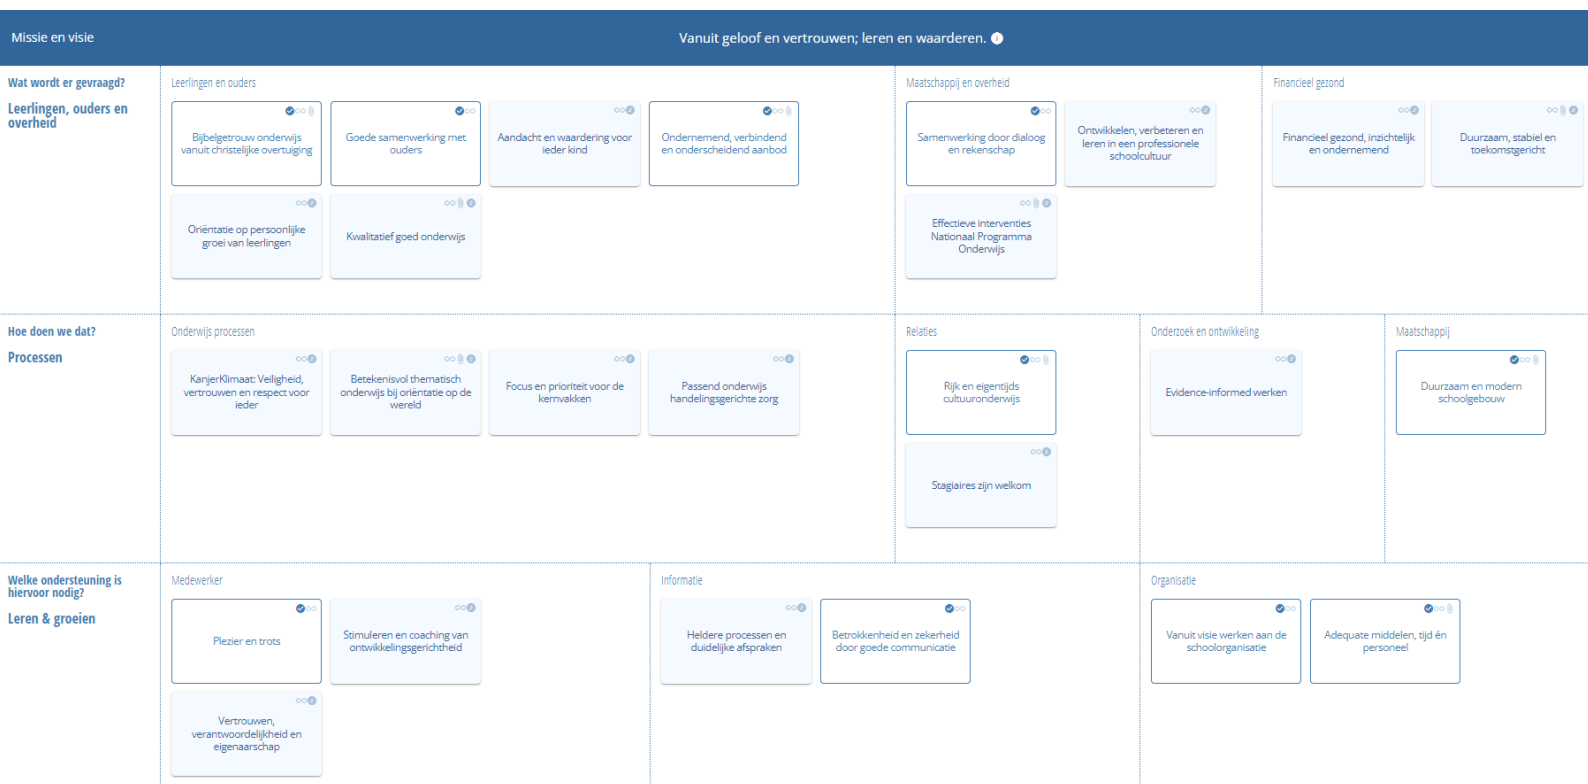 Missie en visie
Vanuit geloof en vertrouwen; leren en waarderen.
Wat wordt er gevraagd?
Leerlingen, ouders en
overheid
Leerlingen en ouders
Bijbelgetrouw onderwijs
vanuit christelijke overtuiging
Goede samenwerking met
ouders
Aandacht en waardering voor
ieder kind
Ondernemend, verbindend
en onderscheidend aanbod
Oriëntatie op persoonlijke
groei van leerlingen
Kwalitatief goed onderwijs
Maatschappij en overheid
Samenwerking door dialoog
en rekenschap
Ontwikkelen, verbeteren en
leren in een professionele
schoolcultuur
Effectieve interventies
Nationaal Programma
Onderwijs
Financieel gezond
Financieel gezond, inzichtelijk
en ondernemend
Duurzaam, stabiel en
toekomstgericht
Hoe doen we dat?
Processen
Onderwijs processen
KanjerKlimaat: Veiligheid,
vertrouwen en respect voor
ieder
Betekenisvol thematisch
onderwijs bij oriëntatie op de
wereld
Focus en prioriteit voor de
kernvakken
Passend onderwijs
handelingsgerichte zorg
Relaties
Rijk en eigentijds
cultuuronderwijs
Stagiaires zijn welkom
Onderzoek en ontwikkeling
Evidence-informed werken
Maatschappij
Duurzaam en modern
schoolgebouw
Welke ondersteuning is
hiervoor nodig?
Leren & groeien
Medewerker
Plezier en trots
Stimuleren en coaching van
ontwikkelingsgerichtheid
Vertrouwen,
verantwoordelijkheid en
eigenaarschap
Informatie
Heldere processen en
duidelijke afspraken
Betrokkenheid en zekerheid
door goede communicatie
Organisatie
Vanuit visie werken aan de
schoolorganisatie
Adequate middelen, tijd én
personeel